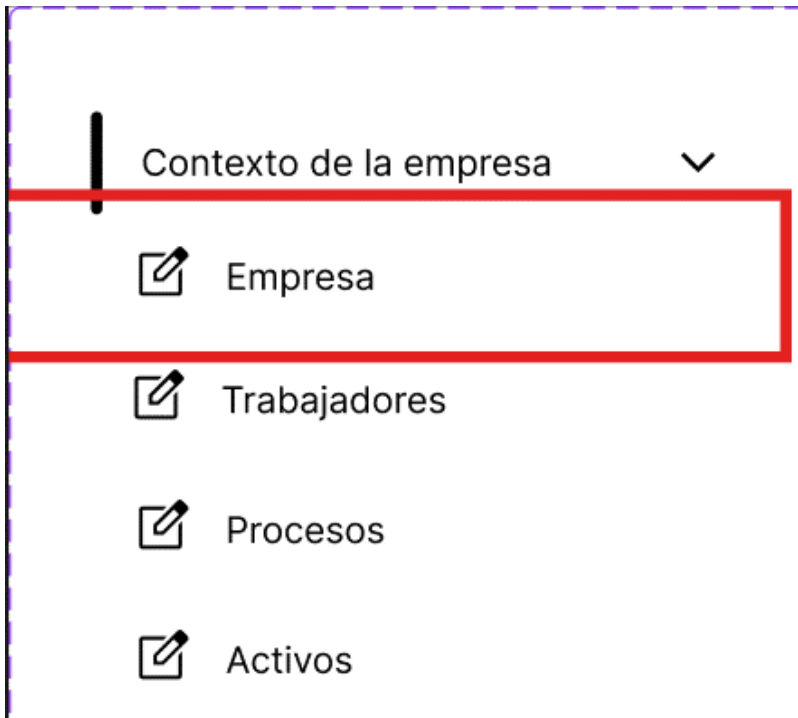 Contexto de la empresa
Empresa
Trabajadores
Procesos
Activos